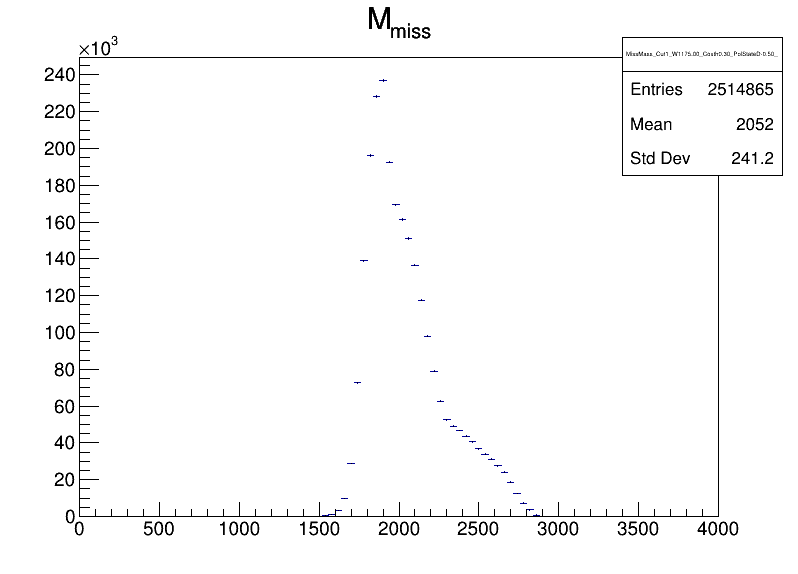 M_miss
×10^3
MissMass_Cut1_W1175.00_Costh0.30_PolStateD-0.50_
Entries 2514865
Mean 2052
Std Dev 241.2
240
220
200
180
160
140
120
100
80
60
40
20
0
0 500 1000 1500 2000 2500 3000 3500 4000